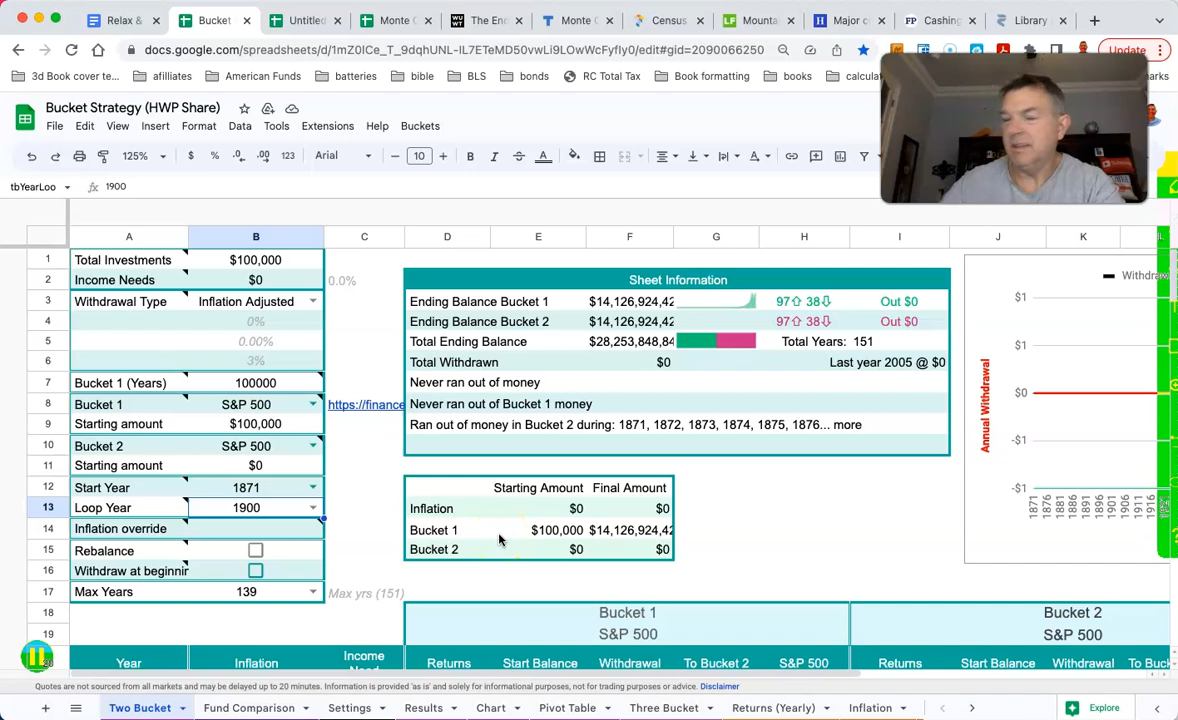 Relax &
Bucket
Untitled
Monte C
The End
Monte C
Census
Mounta
Major c
Cashing
Library
docs.google.com/spreadsheets/d/1mZ0ICe_T_9dqhUNL-IL7ETeMD50vwLi9LOwWcFyfIy0/edit#gid=2090066250
Update
3d Book cover te...
afilliates
American Funds
batteries
bible
BLS
bonds
RC Total Tax
Book formatting
books
calcula
Bucket Strategy (HWP Share)
File Edit View Insert Format Data Tools Extensions Help Buckets
125% $ % .0 .00 123 Arial 10 B I S A
tbYearLoo fx 1900
A B C D E F G H I J K L
1 Total Investments $100,000
2 Income Needs $0 0.0%
3 Withdrawal Type Inflation Adjusted
4 0%
5 0.00%
6 3%
7 Bucket 1 (Years) 100000
8 Bucket 1 S&P 500 https://finance
9 Starting amount $100,000
10 Bucket 2 S&P 500
11 Starting amount $0
12 Start Year 1871
13 Loop Year 1900
14 Inflation override
15 Rebalance
16 Withdraw at beginnin
17 Max Years 139 Max yrs (151)
18
19
Year Inflation Income
Need
Sheet Information
Ending Balance Bucket 1 $14,126,924,42 97⇧ 38⇩ Out $0
Ending Balance Bucket 2 $14,126,924,42 97⇧ 38⇩ Out $0
Total Ending Balance $28,253,848,84 Total Years: 151
Total Withdrawn $0 Last year 2005 @ $0
Never ran out of money
Never ran out of Bucket 1 money
Ran out of money in Bucket 2 during: 1871, 1872, 1873, 1874, 1875, 1876... more
Starting Amount Final Amount
Inflation $0 $0
Bucket 1 $100,000 $14,126,924,42
Bucket 2 $0 $0
Bucket 1
S&P 500
Returns Start Balance Withdrawal To Bucket 2 S&P 500
Bucket 2
S&P 500
Returns Start Balance Withdrawal To Bu
Withdraw
Annual Withdrawal
$1
$1
$0
-$1
-$1
1871 1876 1881 1886 1891 1896 1901 1906 1911 1916
Quotes are not sourced from all markets and may be delayed up to 20 minutes. Information is provided 'as is' and solely for informational purposes, not for trading purposes or advice. Disclaimer
Two Bucket
Fund Comparison
Settings
Results
Chart
Pivot Table
Three Bucket
Returns (Yearly)
Inflation
Explore